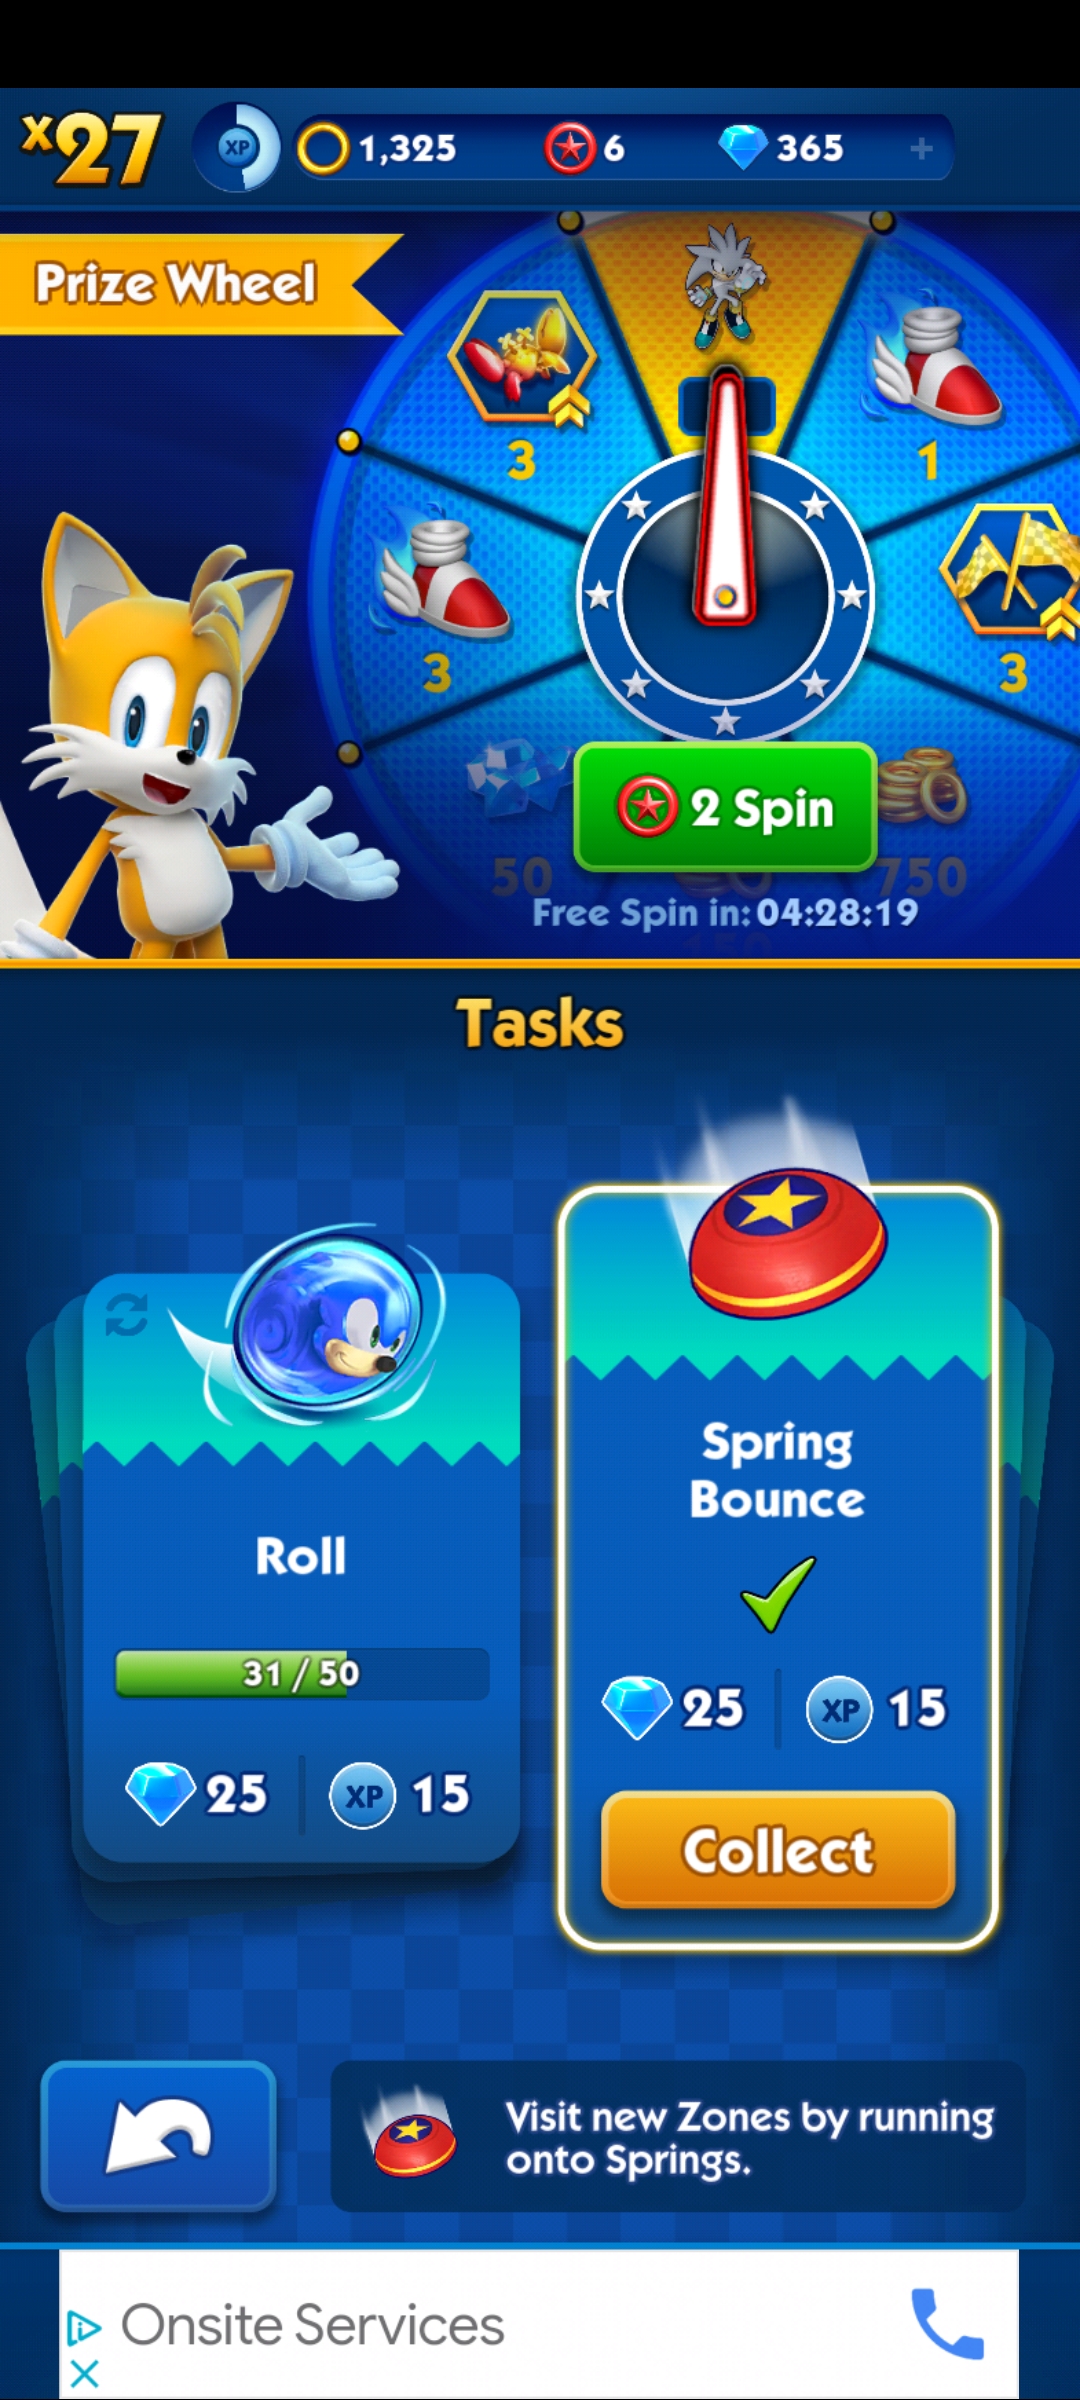 x27
XP
1,325
6
365
+
Prize Wheel
3
1
3
3
2 Spin
50
750
Free Spin in: 04:28:19
Tasks
Roll
31 / 50
25
XP
15
Spring
Bounce
25
XP
15
Collect
Visit new Zones by running
onto Springs.
Onsite Services